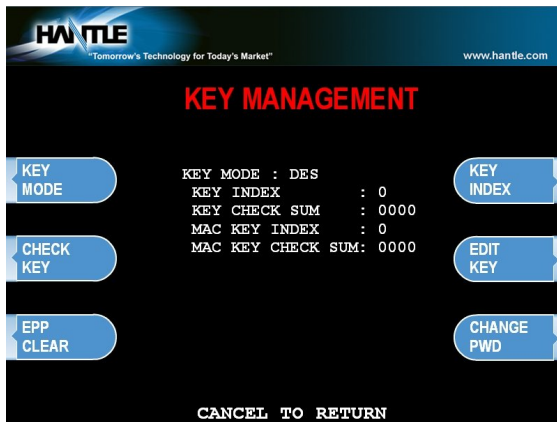 HANTLE
"Tomorrow's Technology for Today's Market"
www.hantle.com
KEY MANAGEMENT
KEY
MODE
CHECK
KEY
EPP
CLEAR
KEY MODE : DES
KEY INDEX : 0
KEY CHECK SUM : 0000
MAC KEY INDEX : 0
MAC KEY CHECK SUM: 0000
KEY
INDEX
EDIT
KEY
CHANGE
PWD
CANCEL TO RETURN